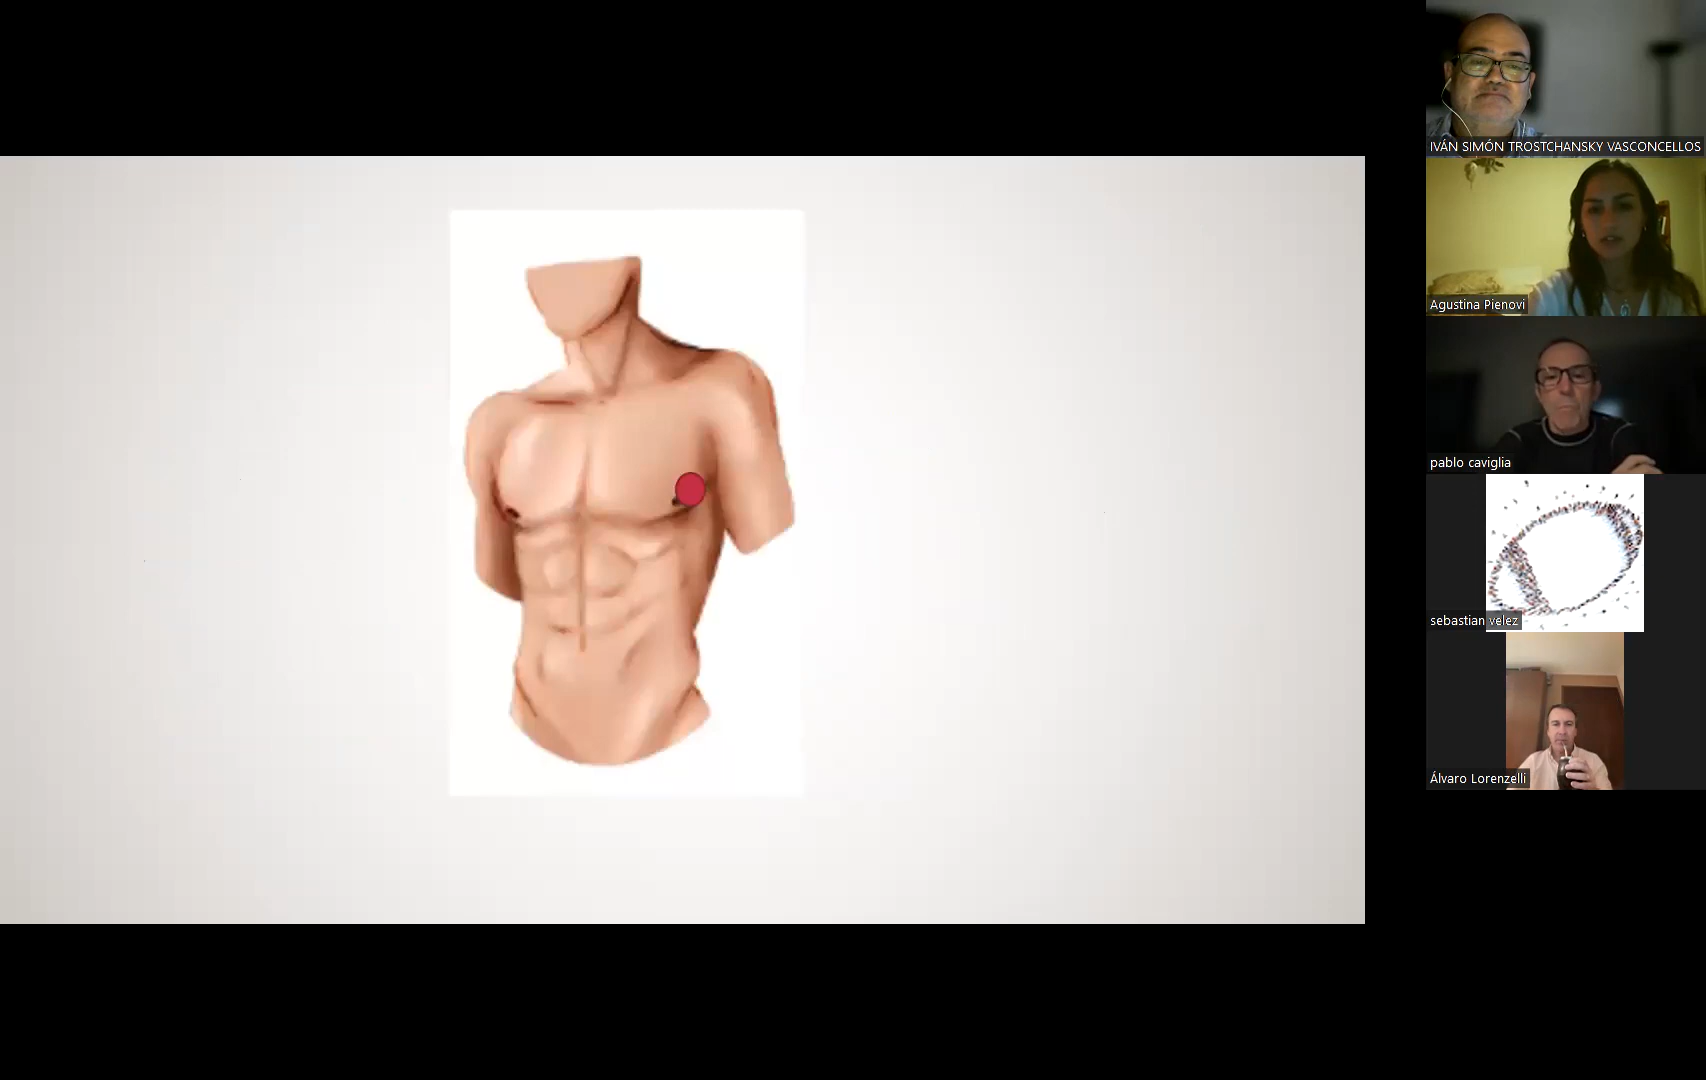 IVÁN SIMÓN TROSTCHANSKY VASCONCELLOS
Agustina Pienovi
pablo caviglia
sebastian velez
Álvaro Lorenzelli